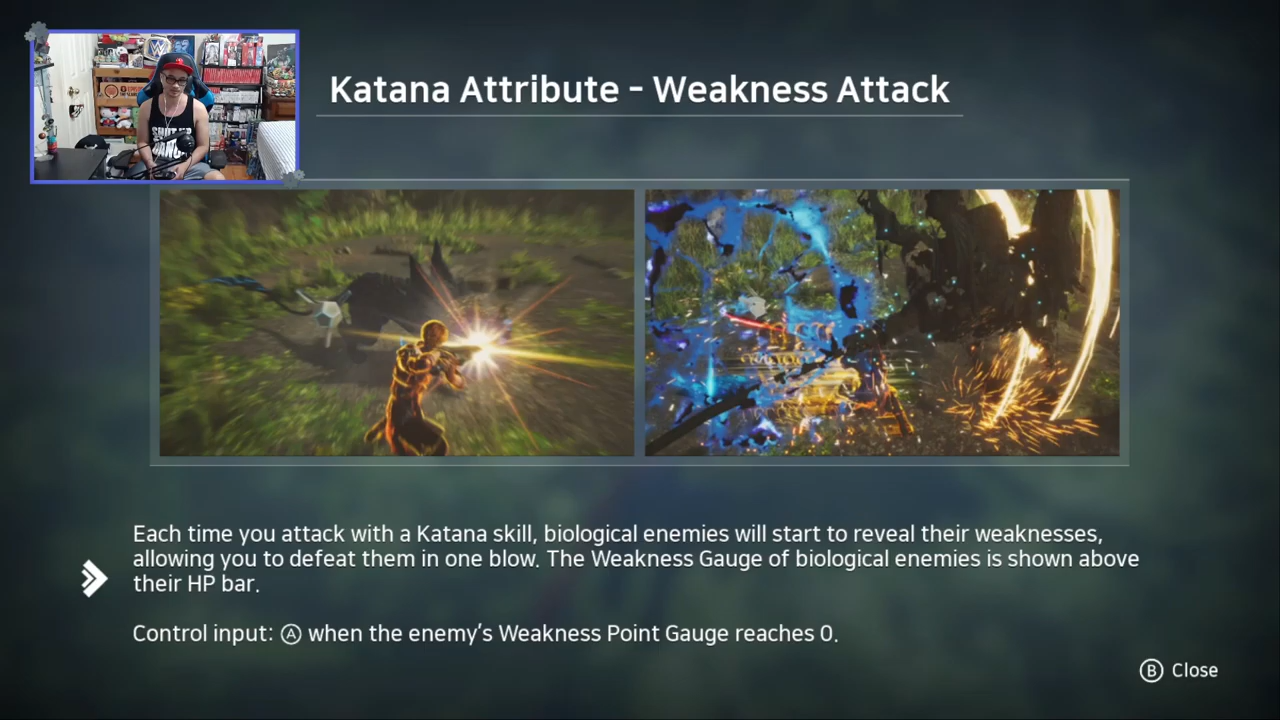 Katana Attribute - Weakness Attack
Each time you attack with a Katana skill, biological enemies will start to reveal their weaknesses,
allowing you to defeat them in one blow. The Weakness Gauge of biological enemies is shown above
their HP bar.
Control input: Ⓐ when the enemy's Weakness Point Gauge reaches 0.
Ⓑ Close